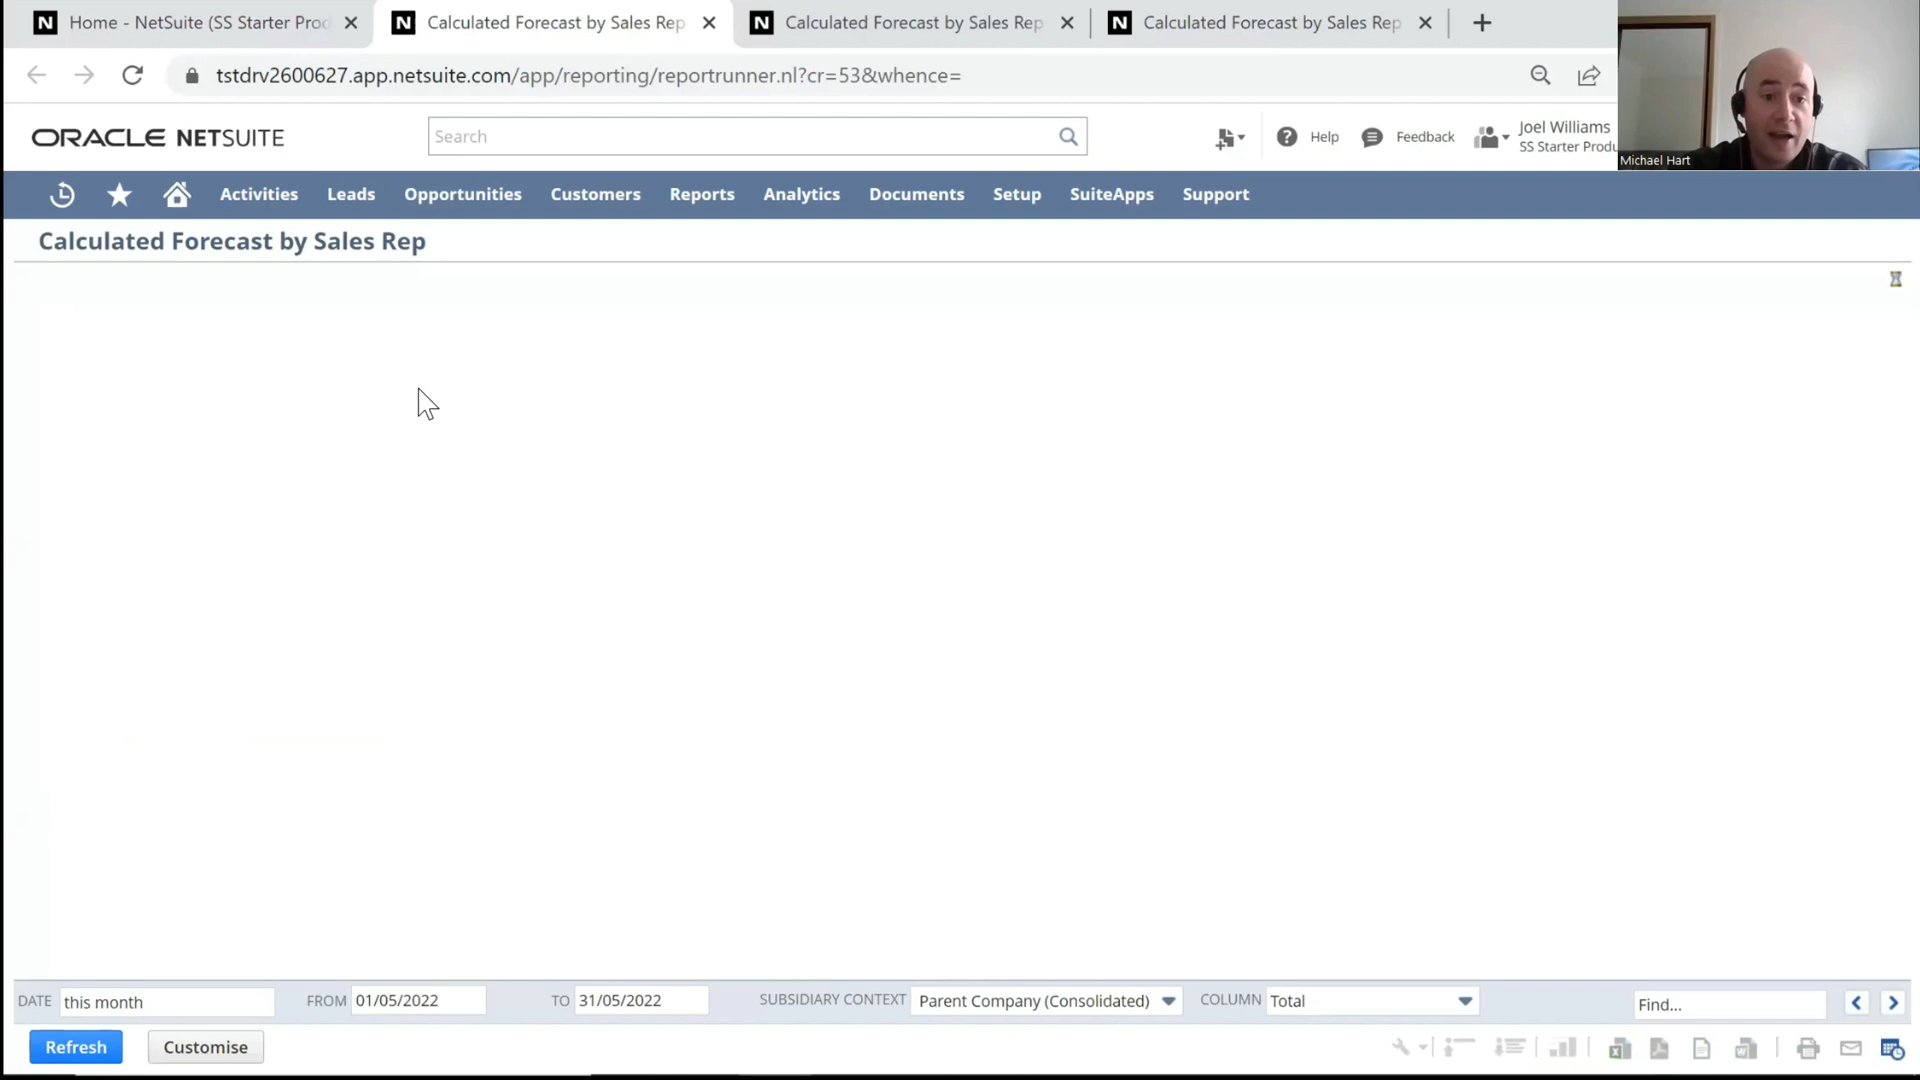 Home - NetSuite (SS Starter Prod
Calculated Forecast by Sales Rep
Calculated Forecast by Sales Rep
Calculated Forecast by Sales Rep
tstdrv2600627.app.netsuite.com/app/reporting/reportrunner.nl?cr=53&whence=
ORACLE NETSUITE
Search
Help
Feedback
Joel Williams
SS Starter Produ
Michael Hart
Activities
Leads
Opportunities
Customers
Reports
Analytics
Documents
Setup
SuiteApps
Support
Calculated Forecast by Sales Rep
DATE this month
FROM 01/05/2022
TO 31/05/2022
SUBSIDIARY CONTEXT Parent Company (Consolidated)
COLUMN Total
Find...
Refresh
Customise